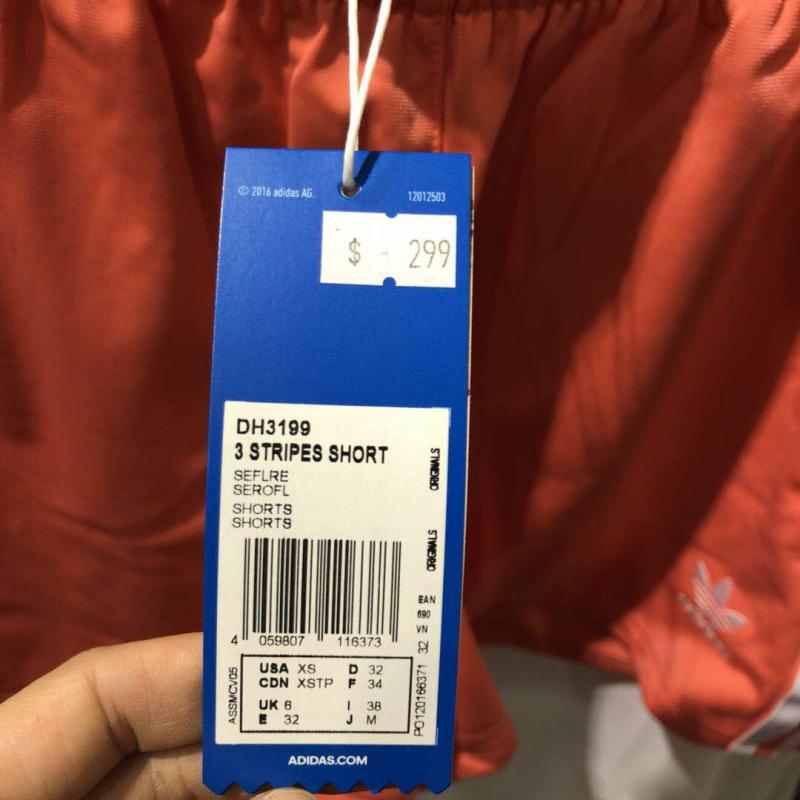 © 2016 adidas AG
12012503
$ 299
DH3199
3 STRIPES SHORT
SEFLRE
SEROFL
SHORTS
SHORTS
ORIGINALS
ORIGINALS
EAN
690
VN
32
4 059807 116373
ASSMCV05
USA XS D 32
CDN XSTP F 34
UK 6 I 38
E 32 J M
PO120166371
ADIDAS.COM